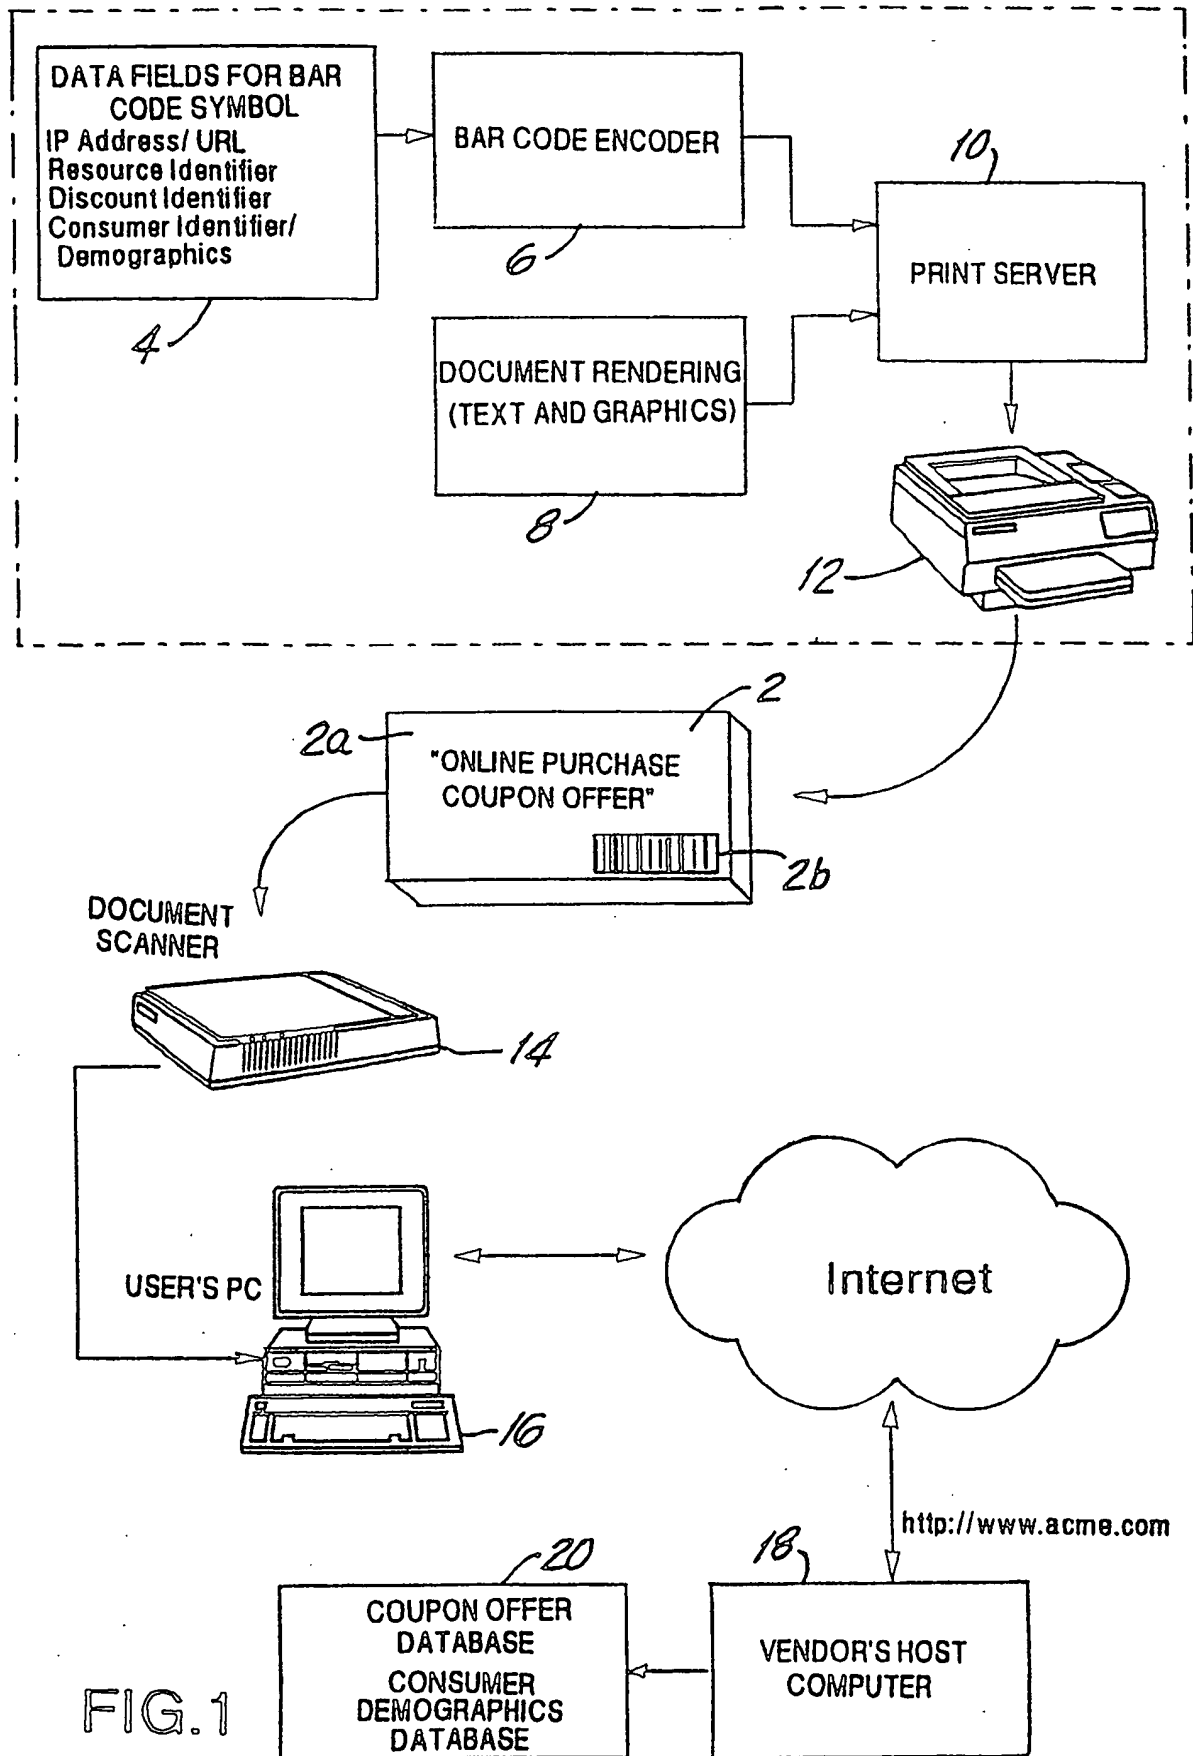 DATA FIELDS FOR BAR
CODE SYMBOL
IP Address/ URL
Resource Identifier
Discount Identifier
Consumer Identifier/
Demographics
4
BAR CODE ENCODER
6
10
PRINT SERVER
DOCUMENT RENDERING
(TEXT AND GRAPHICS)
8
12
2
2a
"ONLINE PURCHASE
COUPON OFFER"
2b
DOCUMENT
SCANNER
14
USER'S PC
16
Internet
http://www.acme.com
20
COUPON OFFER
DATABASE
CONSUMER
DEMOGRAPHICS
DATABASE
18
VENDOR'S HOST
COMPUTER
FIG.1